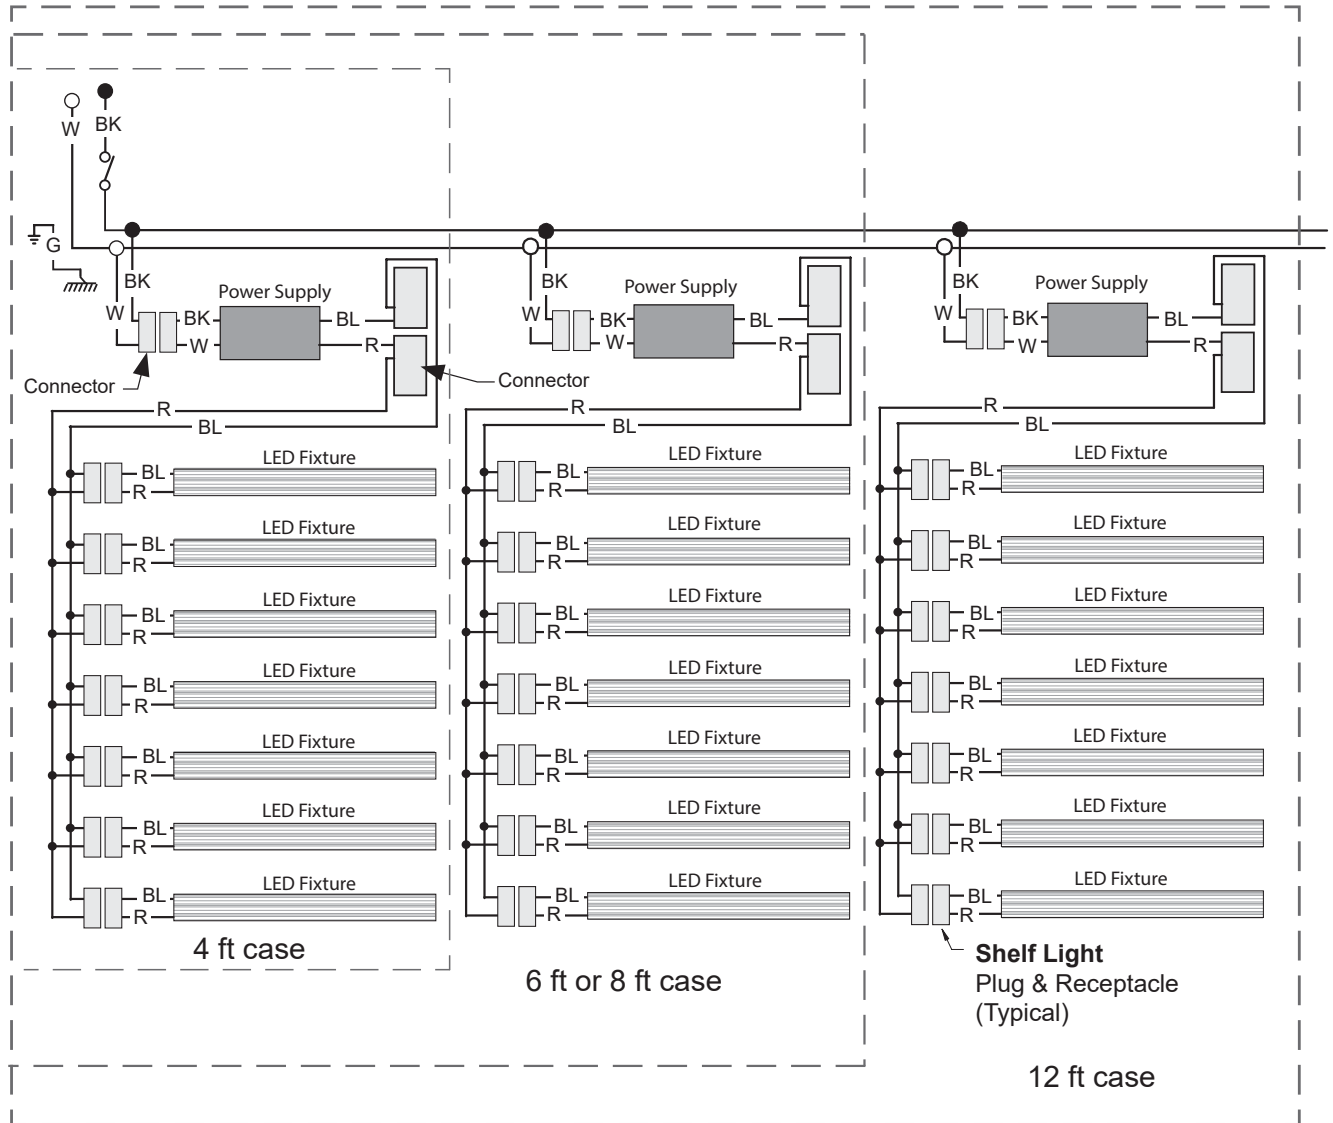 W
BK
G
BK
W
BK
W
Power Supply
BL
R
Connector
Connector
R
BL
LED Fixture
BL
R
LED Fixture
BL
R
LED Fixture
BL
R
LED Fixture
BL
R
LED Fixture
BL
R
LED Fixture
BL
R
LED Fixture
BL
R
4 ft case
BK
W
BK
W
Power Supply
BL
R
R
BL
LED Fixture
BL
R
LED Fixture
BL
R
LED Fixture
BL
R
LED Fixture
BL
R
LED Fixture
BL
R
LED Fixture
BL
R
LED Fixture
BL
R
6 ft or 8 ft case
BK
W
BK
W
Power Supply
BL
R
R
BL
LED Fixture
BL
R
LED Fixture
BL
R
LED Fixture
BL
R
LED Fixture
BL
R
LED Fixture
BL
R
LED Fixture
BL
R
LED Fixture
BL
R
Shelf Light
Plug & Receptacle
(Typical)
12 ft case